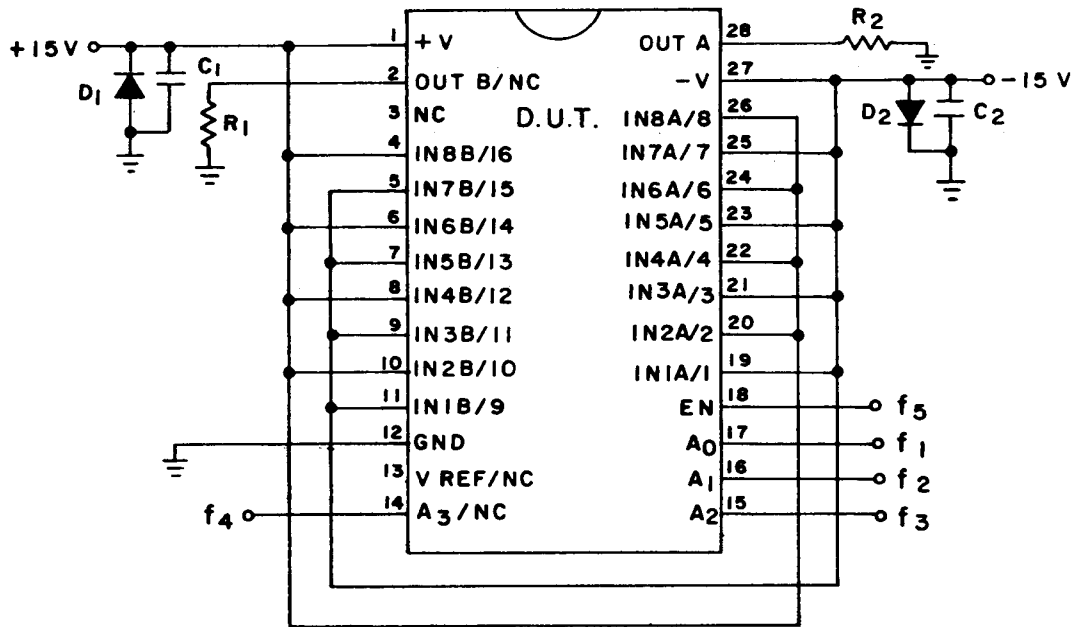 +15V
D1
C1
R1
1 +V
2 OUT B/NC
3 NC
4 IN8B/16
5 IN7B/15
6 IN6B/14
7 IN5B/13
8 IN4B/12
9 IN3B/11
10 IN2B/10
11 IN1B/9
12 GND
13 V REF/NC
14 A3/NC
f4
D.U.T.
OUT A 28
R2
-V 27
-15 V
D2
C2
IN8A/8 26
IN7A/7 25
IN6A/6 24
IN5A/5 23
IN4A/4 22
IN3A/3 21
IN2A/2 20
IN1A/1 19
EN 18 f5
A0 17 f1
A1 16 f2
A2 15 f3